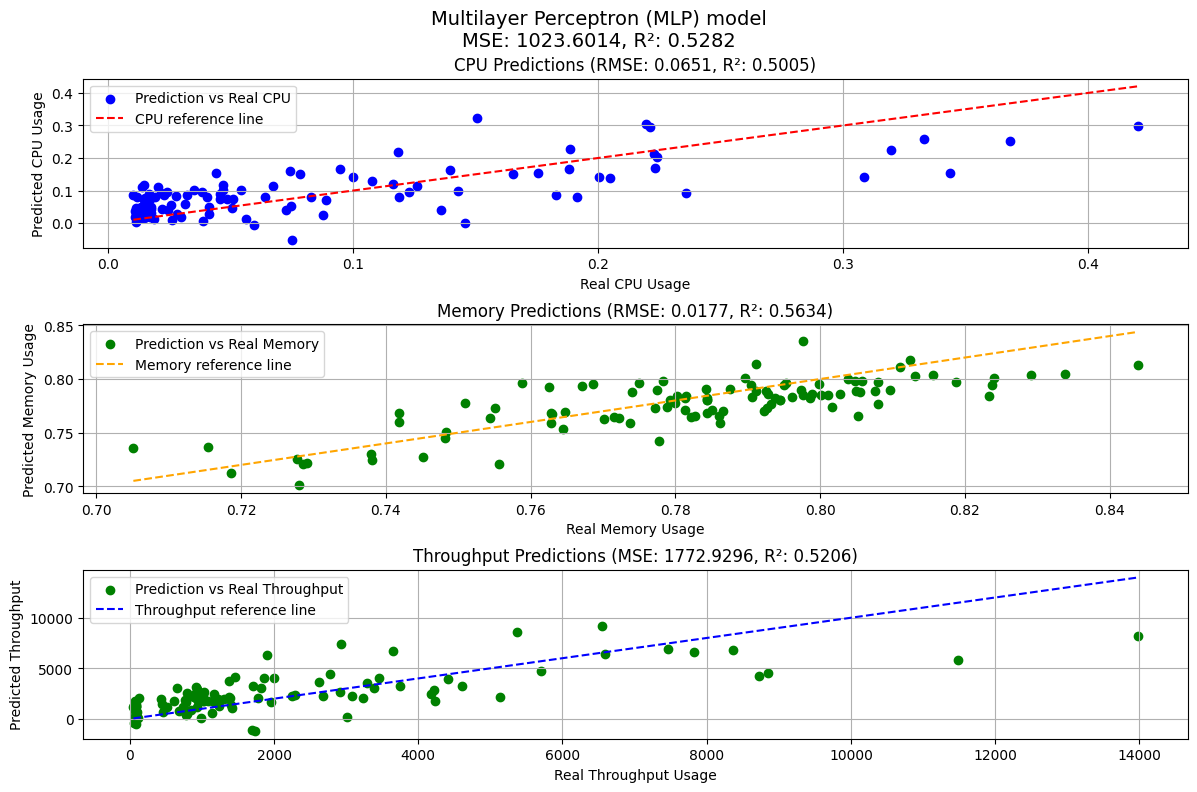 Multilayer Perceptron (MLP) model
MSE: 1023.6014, R²: 0.5282
CPU Predictions (RMSE: 0.0651, R²: 0.5005)
Predicted CPU Usage
0.4
0.3
0.2
0.1
0.0
Prediction vs Real CPU
CPU reference line
0.0 0.1 0.2 0.3 0.4
Real CPU Usage
Memory Predictions (RMSE: 0.0177, R²: 0.5634)
Predicted Memory Usage
0.85
0.80
0.75
0.70
Prediction vs Real Memory
Memory reference line
0.70 0.72 0.74 0.76 0.78 0.80 0.82 0.84
Real Memory Usage
Throughput Predictions (MSE: 1772.9296, R²: 0.5206)
Predicted Throughput
10000
5000
0
Prediction vs Real Throughput
Throughput reference line
0 2000 4000 6000 8000 10000 12000 14000
Real Throughput Usage